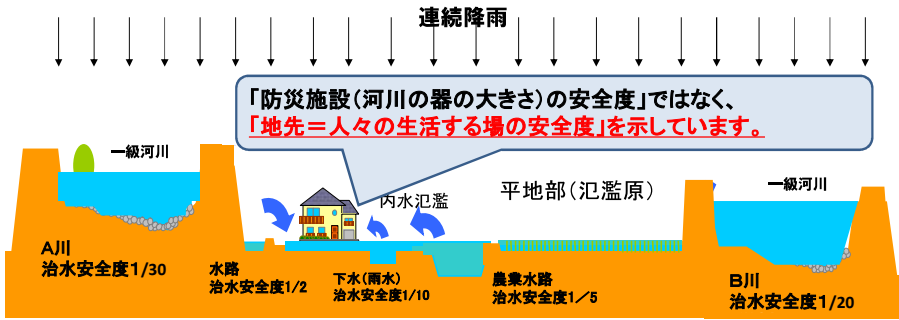 連続降雨
「防災施設（河川の器の大きさ）の安全度」ではなく、
「地先＝人々の生活する場の安全度」を示しています。
一級河川
内水氾濫
平地部（氾濫原）
一級河川
A川
治水安全度1/30
水路
治水安全度1/2
下水（雨水）
治水安全度1/10
農業水路
治水安全度1／5
B川
治水安全度1/20